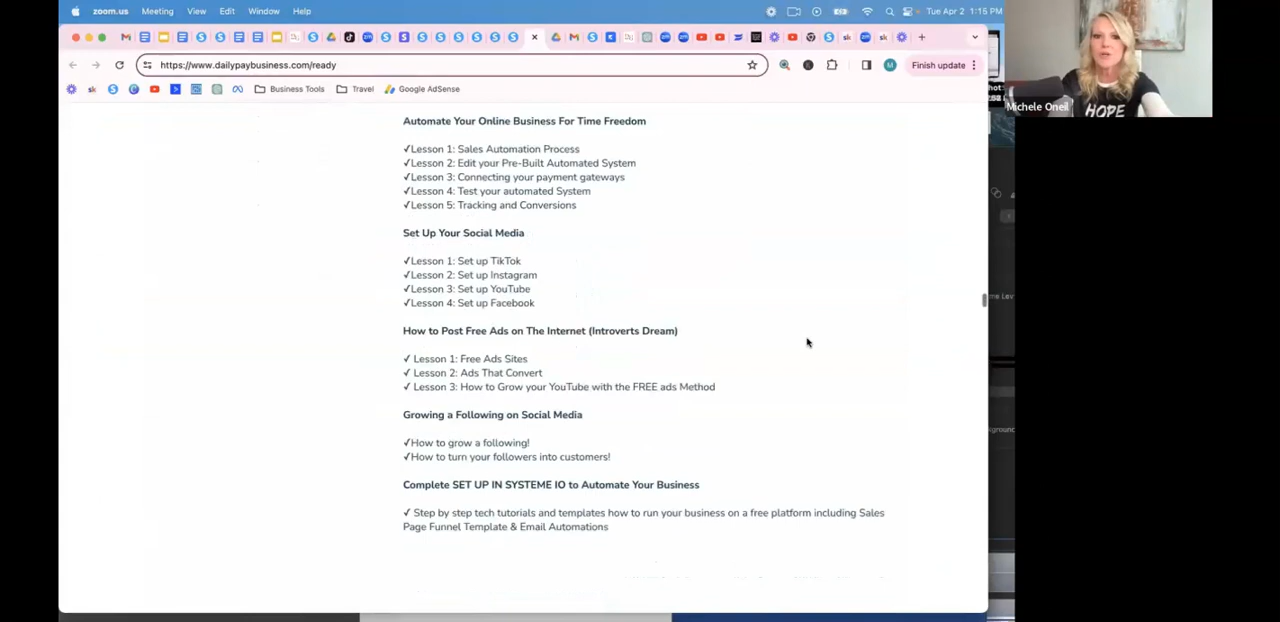 zoom.us Meeting View Edit Window Help Tue Apr 2 1:15 PM
https://www.dailypaybusiness.com/ready
Finish update
Business Tools Travel Google AdSense
Automate Your Online Business For Time Freedom
✓Lesson 1: Sales Automation Process
✓Lesson 2: Edit your Pre-Built Automated System
✓Lesson 3: Connecting your payment gateways
✓Lesson 4: Test your automated System
✓Lesson 5: Tracking and Conversions
Set Up Your Social Media
✓Lesson 1: Set up TikTok
✓Lesson 2: Set up Instagram
✓Lesson 3: Set up YouTube
✓Lesson 4: Set up Facebook
How to Post Free Ads on The Internet (Introverts Dream)
✓ Lesson 1: Free Ads Sites
✓ Lesson 2: Ads That Convert
✓ Lesson 3: How to Grow your YouTube with the FREE ads Method
Growing a Following on Social Media
✓How to grow a following!
✓How to turn your followers into customers!
Complete SET UP IN SYSTEME IO to Automate Your Business
✓ Step by step tech tutorials and templates how to run your business on a free platform including Sales
Page Funnel Template & Email Automations
HOPE
Michele Oneil